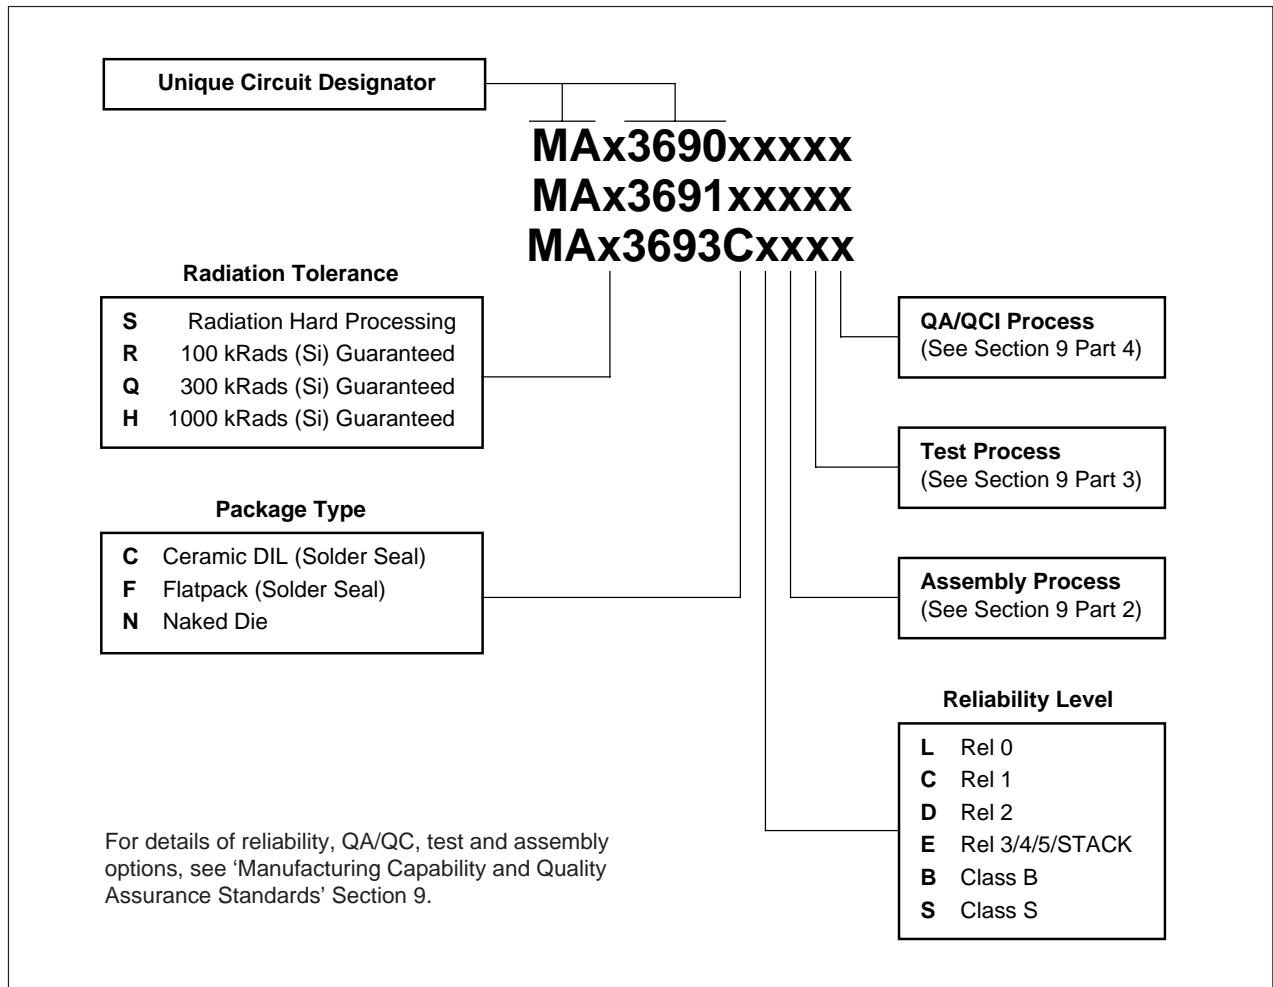 Unique Circuit Designator
MAx3690xxxxx
MAx3691xxxxx
MAx3693Cxxxx
Radiation Tolerance
S Radiation Hard Processing
R 100 kRads (Si) Guaranteed
Q 300 kRads (Si) Guaranteed
H 1000 kRads (Si) Guaranteed
Package Type
C Ceramic DIL (Solder Seal)
F Flatpack (Solder Seal)
N Naked Die
QA/QCI Process
(See Section 9 Part 4)
Test Process
(See Section 9 Part 3)
Assembly Process
(See Section 9 Part 2)
Reliability Level
L Rel 0
C Rel 1
D Rel 2
E Rel 3/4/5/STACK
B Class B
S Class S
For details of reliability, QA/QC, test and assembly
options, see ‘Manufacturing Capability and Quality
Assurance Standards’ Section 9.